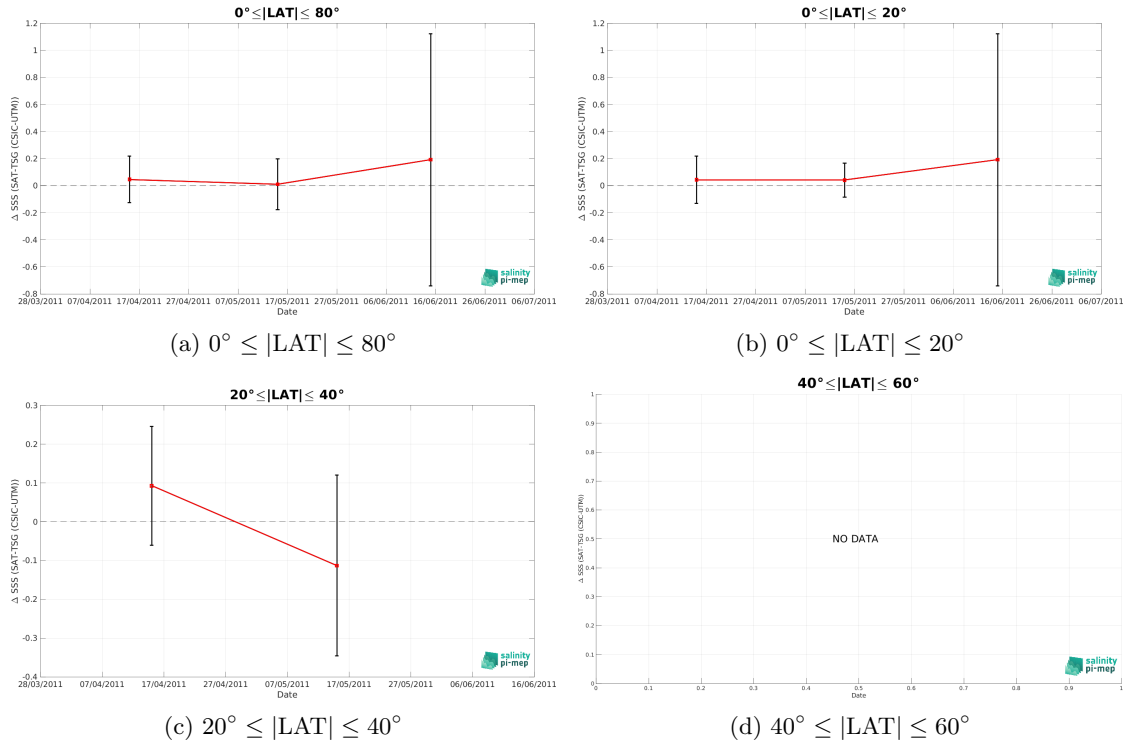 0°≤|LAT|≤ 80°
1.2
1
0.8
0.6
0.4
0.2
0
-0.2
-0.4
-0.6
-0.8
Δ SSS (SAT-TSG (CSIC-UTM))
28/03/2011 07/04/2011 17/04/2011 27/04/2011 07/05/2011 17/05/2011 27/05/2011 06/06/2011 16/06/2011 26/06/2011 06/07/2011
Date
salinity
pi-mep
(a) 0° ≤ |LAT| ≤ 80°
0°≤|LAT|≤ 20°
1.2
1
0.8
0.6
0.4
0.2
0
-0.2
-0.4
-0.6
-0.8
Δ SSS (SAT-TSG (CSIC-UTM))
28/03/2011 07/04/2011 17/04/2011 27/04/2011 07/05/2011 17/05/2011 27/05/2011 06/06/2011 16/06/2011 26/06/2011 06/07/2011
Date
salinity
pi-mep
(b) 0° ≤ |LAT| ≤ 20°
20°≤|LAT|≤ 40°
0.3
0.2
0.1
0
-0.1
-0.2
-0.3
-0.4
Δ SSS (SAT-TSG (CSIC-UTM))
28/03/2011 07/04/2011 17/04/2011 27/04/2011 07/05/2011 17/05/2011 27/05/2011 06/06/2011 16/06/2011
Date
salinity
pi-mep
(c) 20° ≤ |LAT| ≤ 40°
40°≤|LAT|≤ 60°
1
0.9
0.8
0.7
0.6
0.5
0.4
0.3
0.2
0.1
0
Δ SSS (SAT-TSG (CSIC-UTM))
NO DATA
0 0.1 0.2 0.3 0.4 0.5 0.6 0.7 0.8 0.9 1
Date
salinity
pi-mep
(d) 40° ≤ |LAT| ≤ 60°